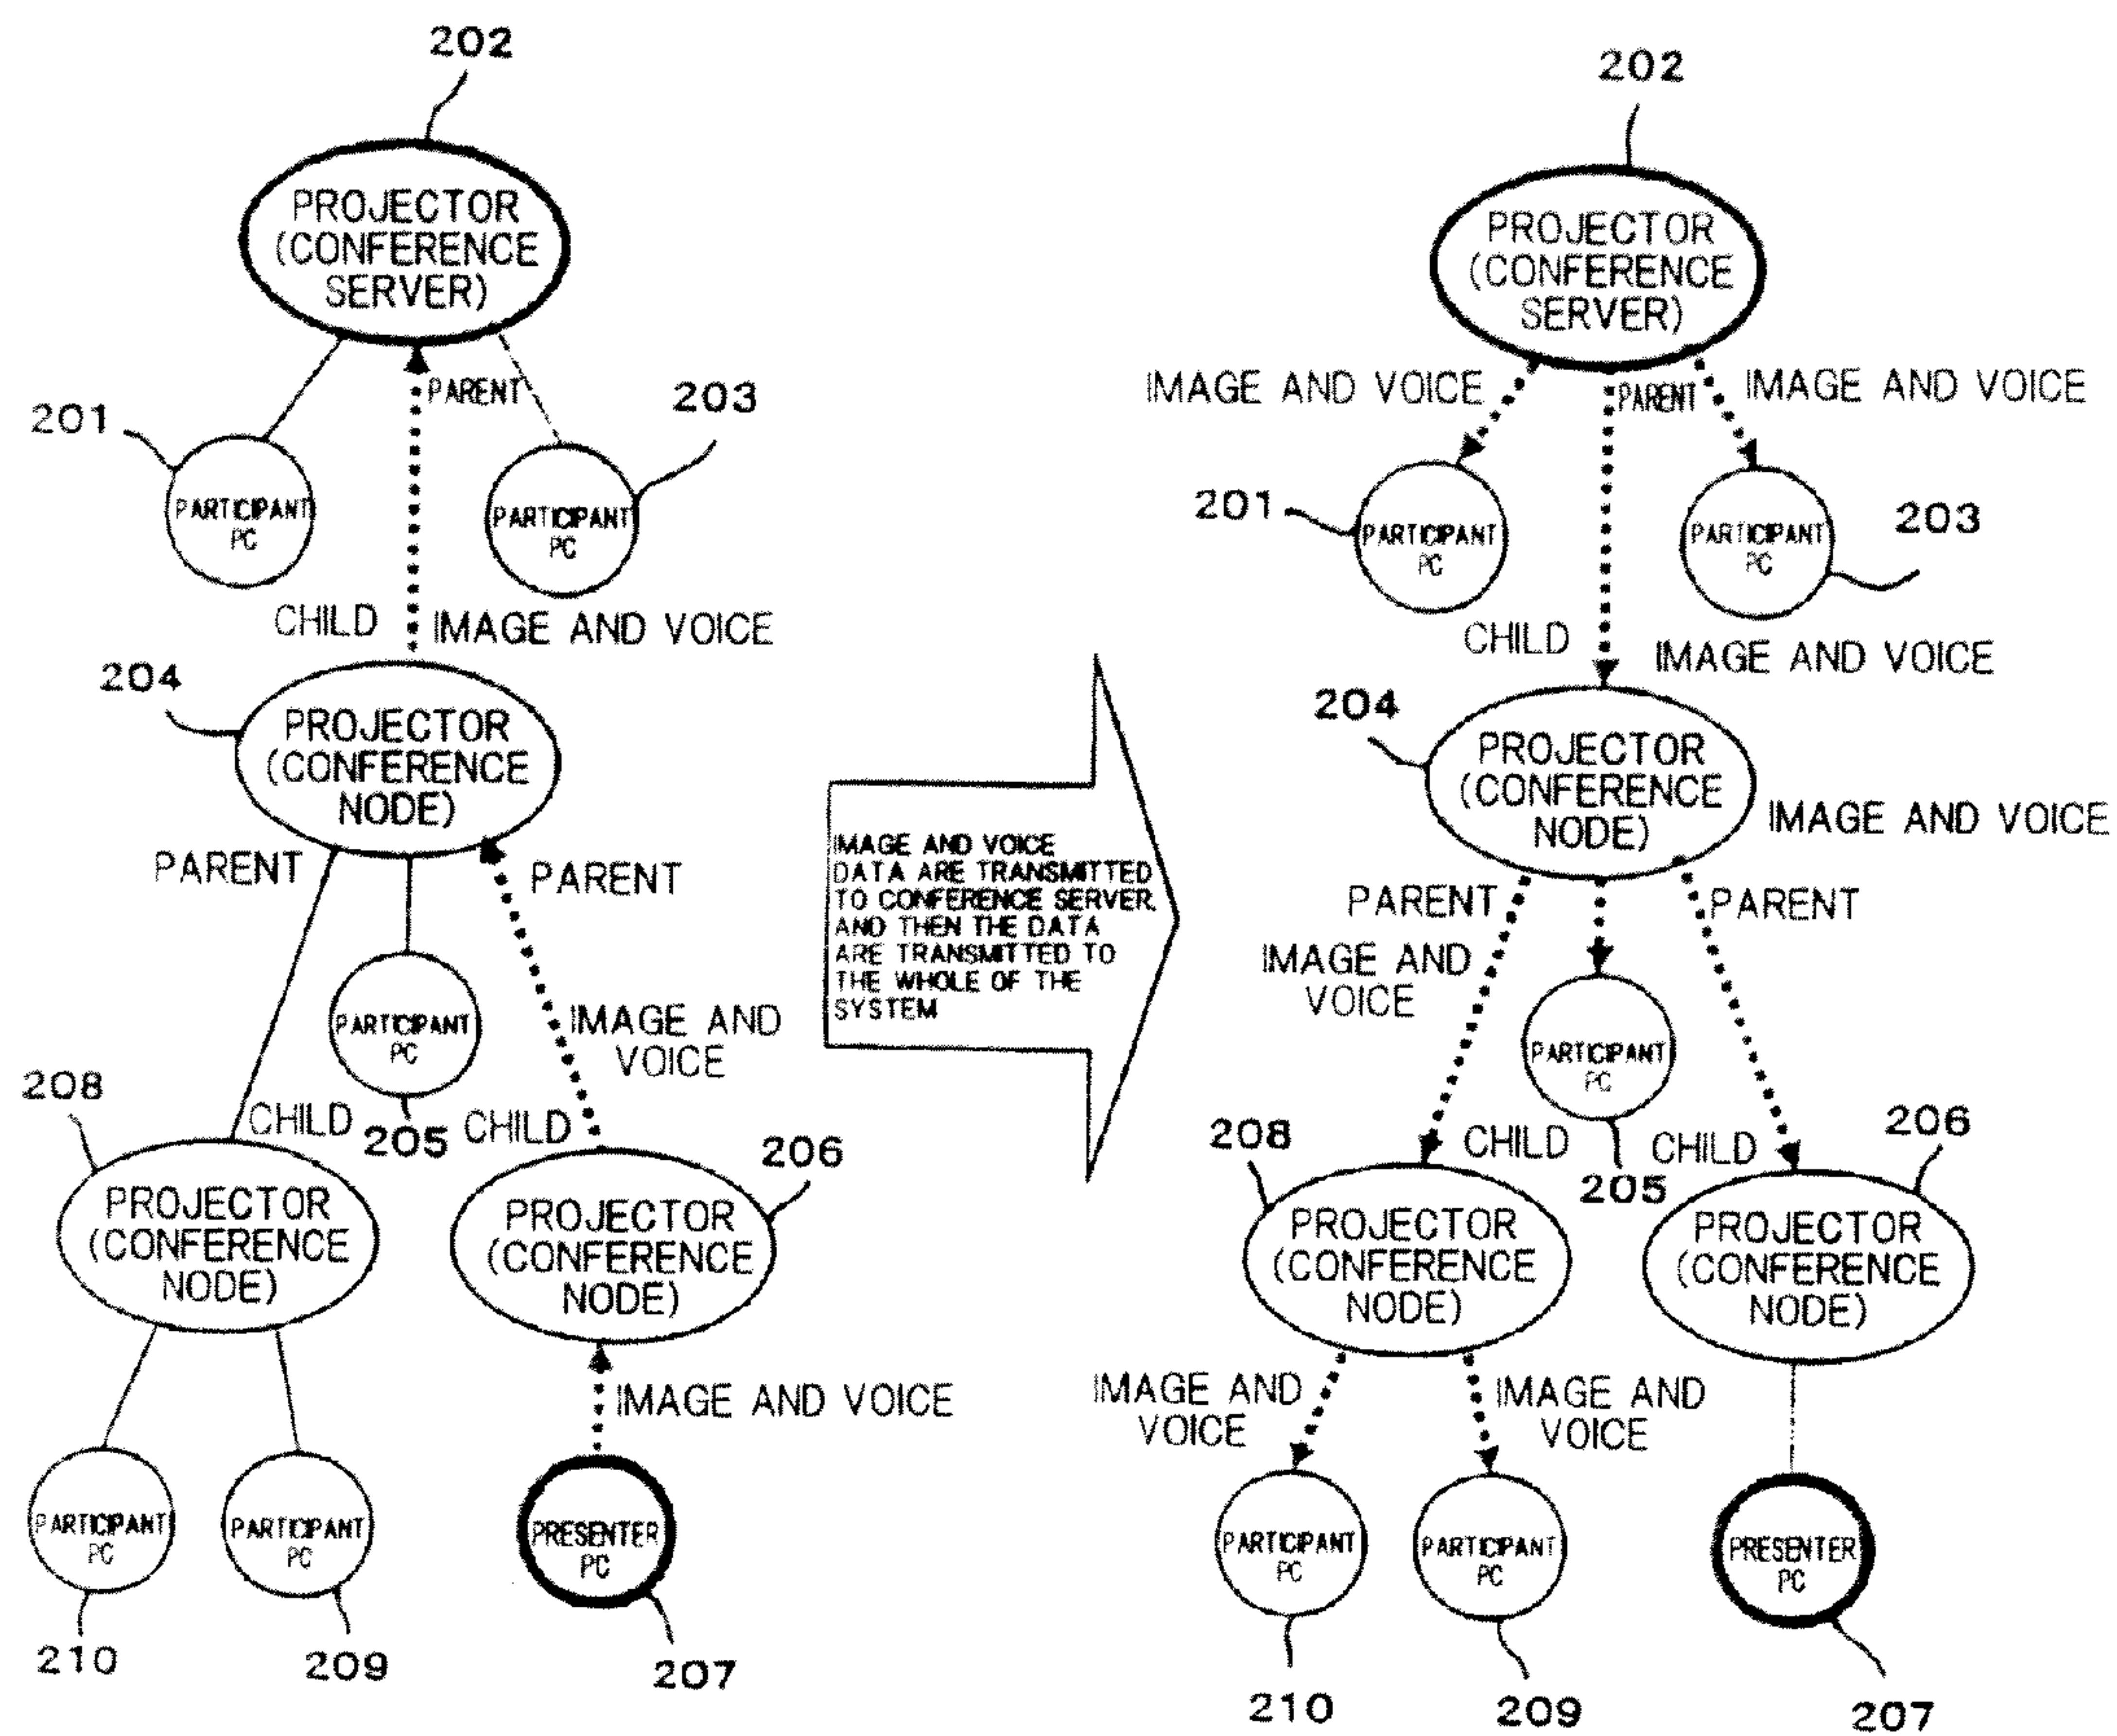 202
PROJECTOR
(CONFERENCE
SERVER)
PARENT
201
203
PARTICIPANT
PC
PARTICIPANT
PC
CHILD
IMAGE AND VOICE
204
PROJECTOR
(CONFERENCE
NODE)
PARENT
PARENT
PARTICIPANT
PC
IMAGE AND
VOICE
208
CHILD
205
CHILD
206
PROJECTOR
(CONFERENCE
NODE)
PROJECTOR
(CONFERENCE
NODE)
IMAGE AND VOICE
PARTICIPANT
PC
PARTICIPANT
PC
PRESENTER
PC
210
209
207
IMAGE AND VOICE
DATA ARE TRANSMITTED
TO CONFERENCE SERVER,
AND THEN THE DATA
ARE TRANSMITTED TO
THE WHOLE OF THE
SYSTEM
202
PROJECTOR
(CONFERENCE
SERVER)
IMAGE AND VOICE
PARENT
IMAGE AND VOICE
201
203
PARTICIPANT
PC
PARTICIPANT
PC
CHILD
IMAGE AND VOICE
204
PROJECTOR
(CONFERENCE
NODE)
IMAGE AND VOICE
PARENT
PARENT
IMAGE AND
VOICE
PARTICIPANT
PC
208
CHILD
205
CHILD
206
PROJECTOR
(CONFERENCE
NODE)
PROJECTOR
(CONFERENCE
NODE)
IMAGE AND
VOICE
IMAGE AND
VOICE
PARTICIPANT
PC
PARTICIPANT
PC
PRESENTER
PC
210
209
207